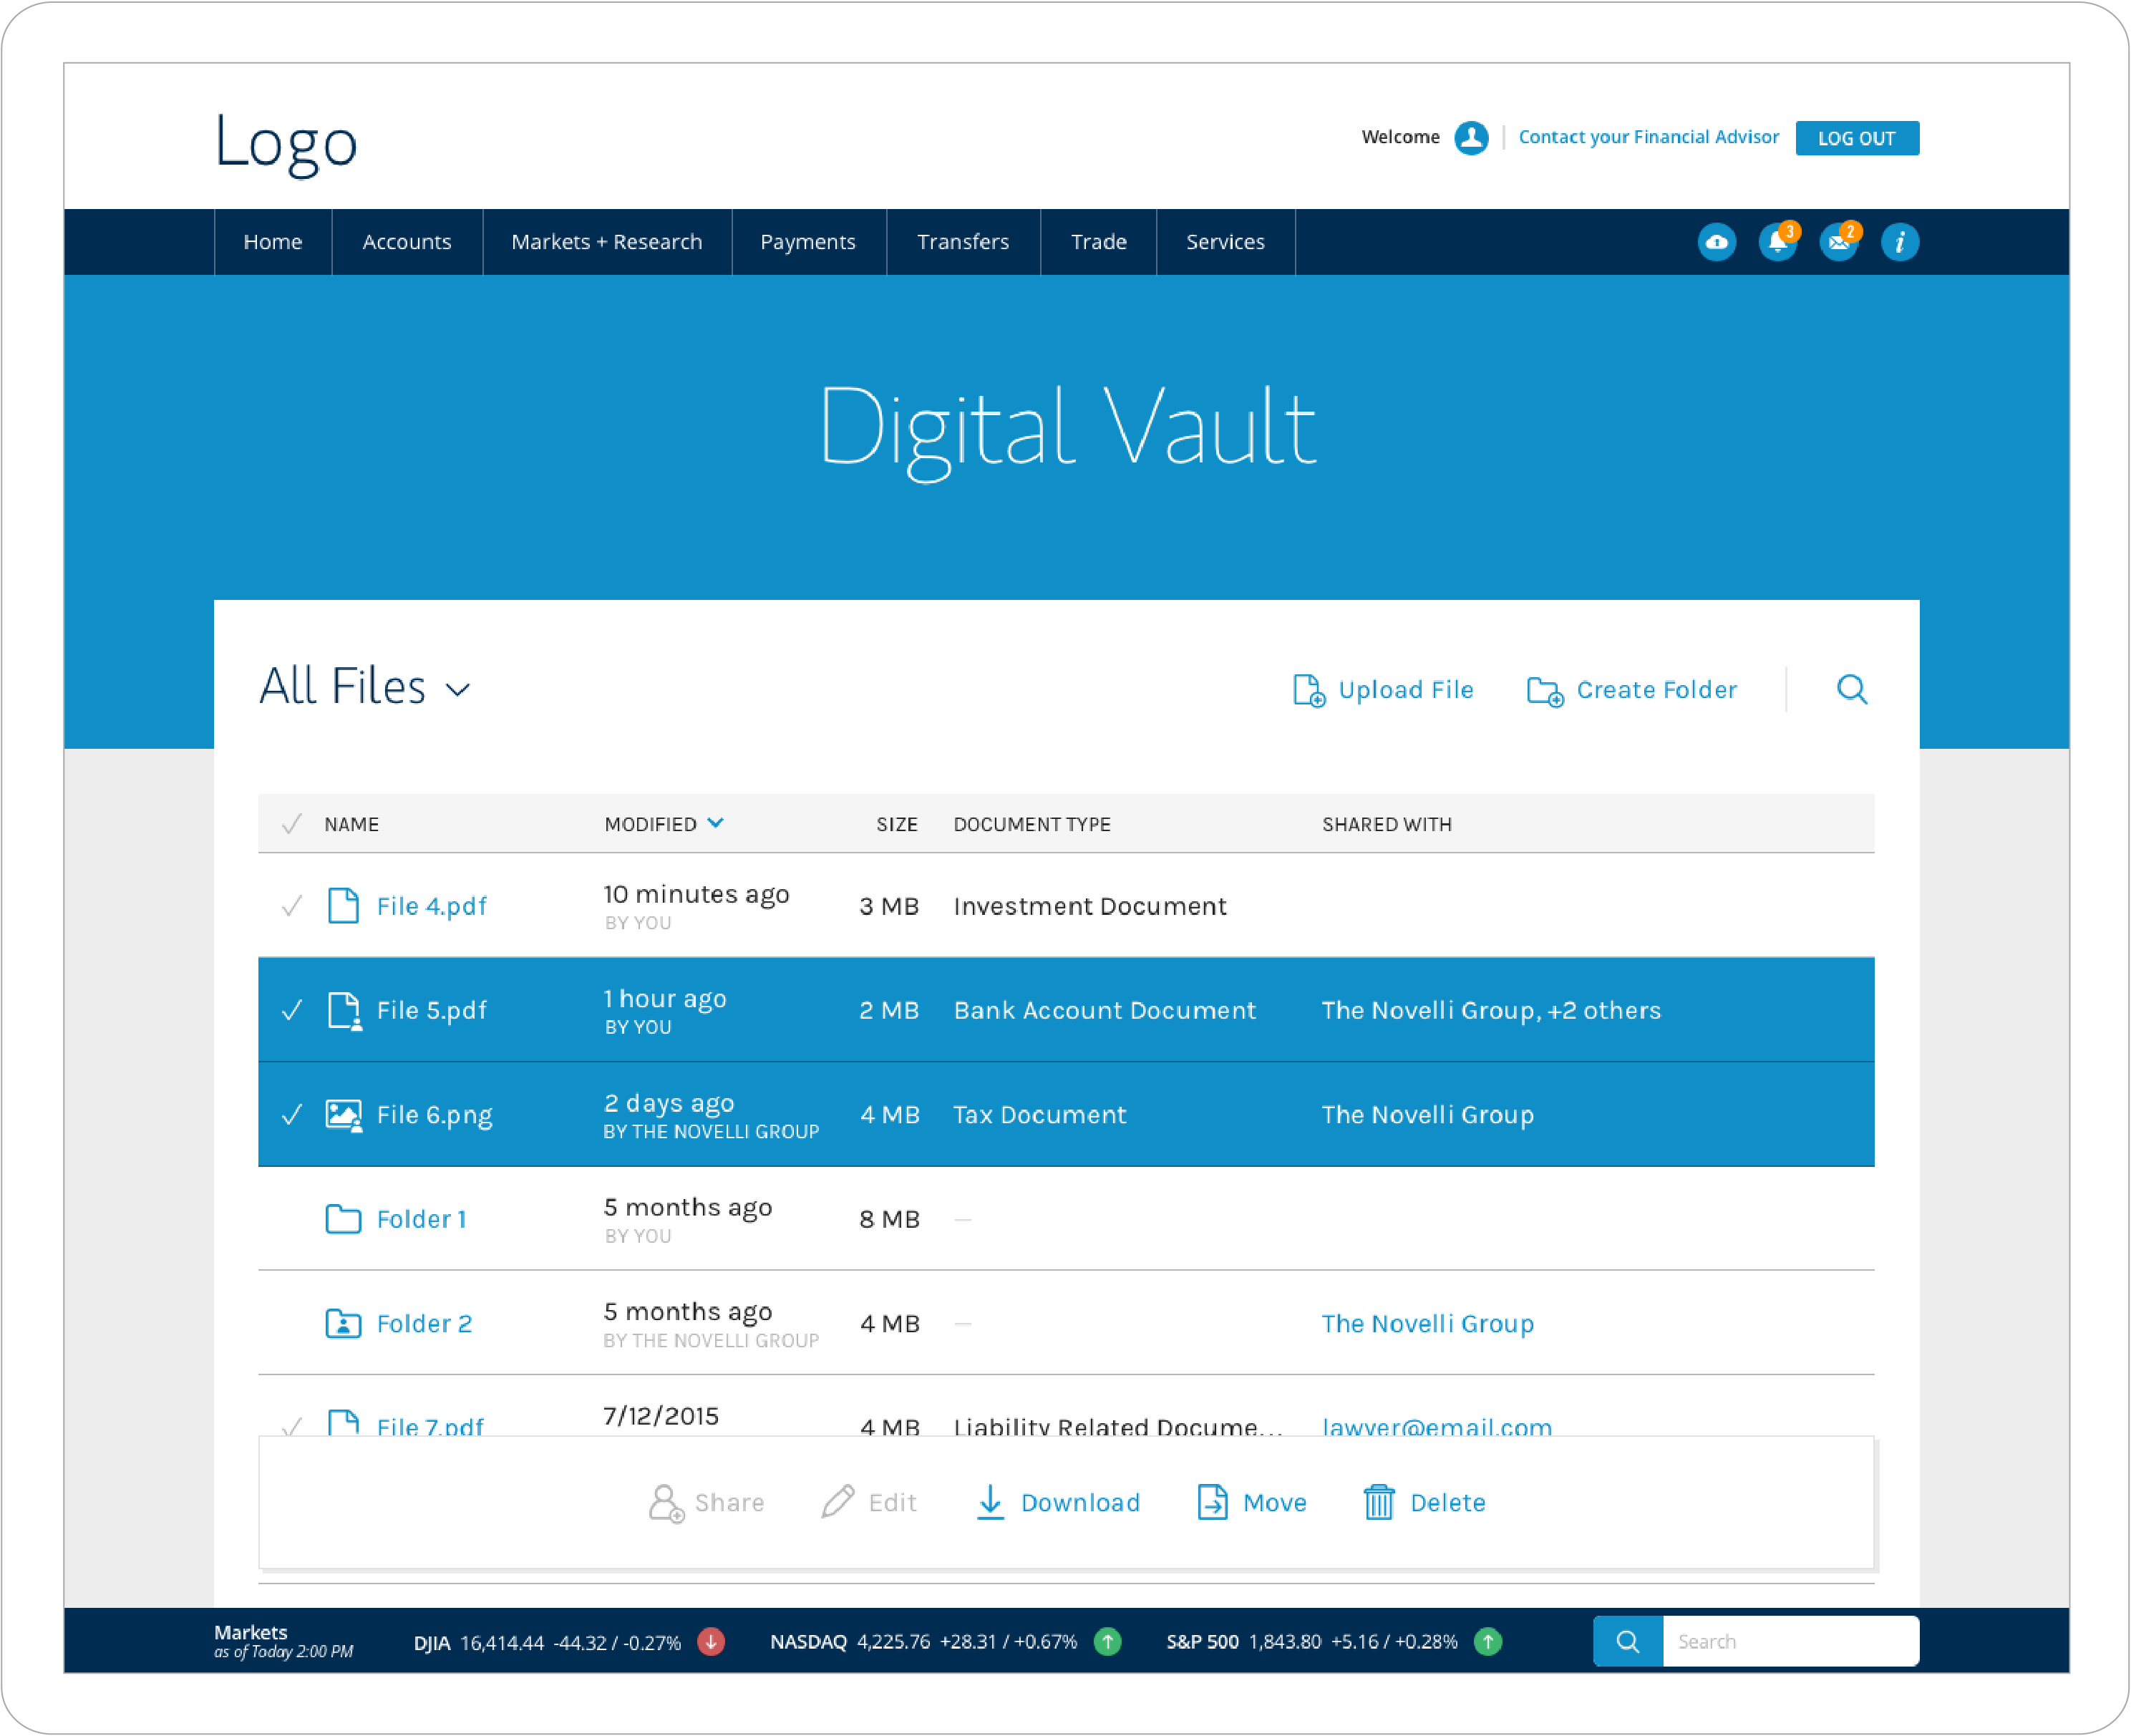 Logo
Welcome
Contact your Financial Advisor
LOG OUT
Home
Accounts
Markets + Research
Payments
Transfers
Trade
Services
3
2
i
Digital Vault
All Files
Upload File
Create Folder
NAME
MODIFIED
SIZE
DOCUMENT TYPE
SHARED WITH
File 4.pdf
10 minutes ago
BY YOU
3 MB
Investment Document
File 5.pdf
1 hour ago
BY YOU
2 MB
Bank Account Document
The Novelli Group, +2 others
File 6.png
2 days ago
BY THE NOVELLI GROUP
4 MB
Tax Document
The Novelli Group
Folder 1
5 months ago
BY YOU
8 MB
—
Folder 2
5 months ago
BY THE NOVELLI GROUP
4 MB
—
The Novelli Group
File 7.pdf
7/12/2015
4 MB
Liability Related Docume...
lawyer@email.com
Share
Edit
Download
Move
Delete
Markets
as of Today 2:00 PM
DJIA 16,414.44 -44.32 / -0.27%
NASDAQ 4,225.76 +28.31 / +0.67%
S&P 500 1,843.80 +5.16 / +0.28%
Search